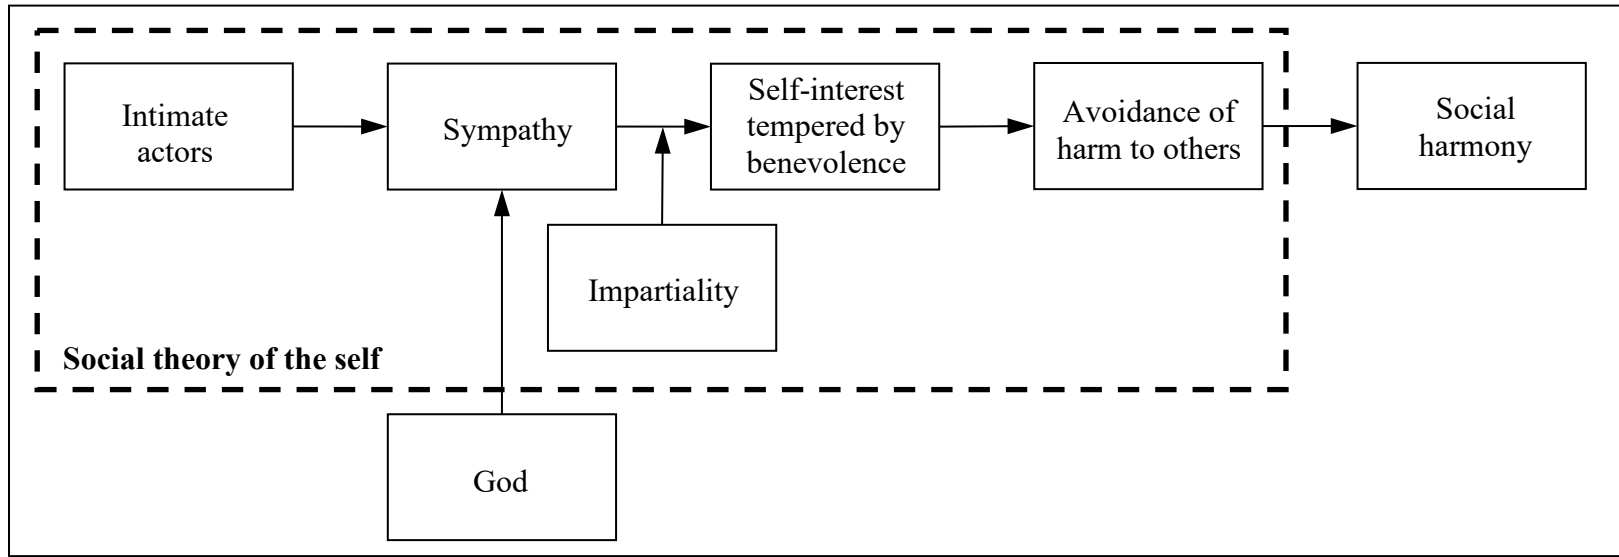 Intimate
actors
Sympathy
Self-interest
tempered by
benevolence
Avoidance of
harm to others
Social
harmony
Impartiality
Social theory of the self
God